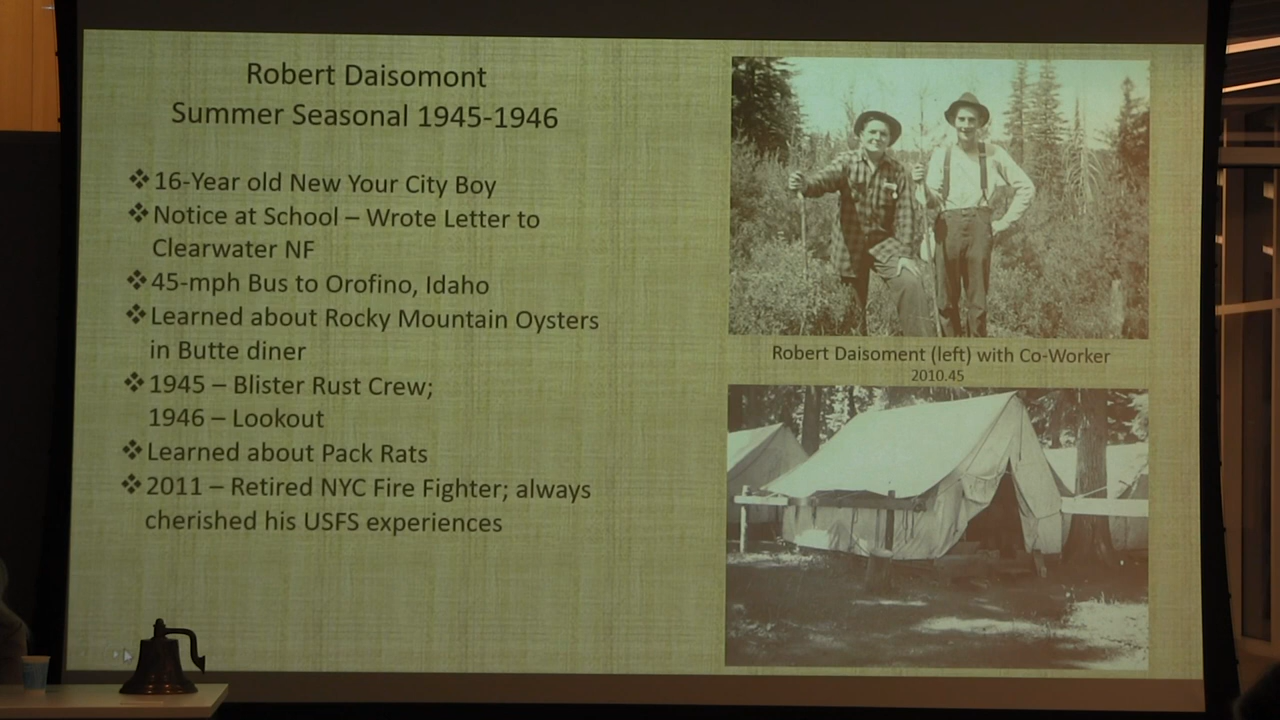 Robert Daisomont
Summer Seasonal 1945-1946
❖16-Year old New Your City Boy
❖Notice at School – Wrote Letter to
Clearwater NF
❖45-mph Bus to Orofino, Idaho
❖Learned about Rocky Mountain Oysters
in Butte diner
❖1945 – Blister Rust Crew;
1946 – Lookout
❖Learned about Pack Rats
❖2011 – Retired NYC Fire Fighter; always
cherished his USFS experiences
Robert Daisoment (left) with Co-Worker
2010.45